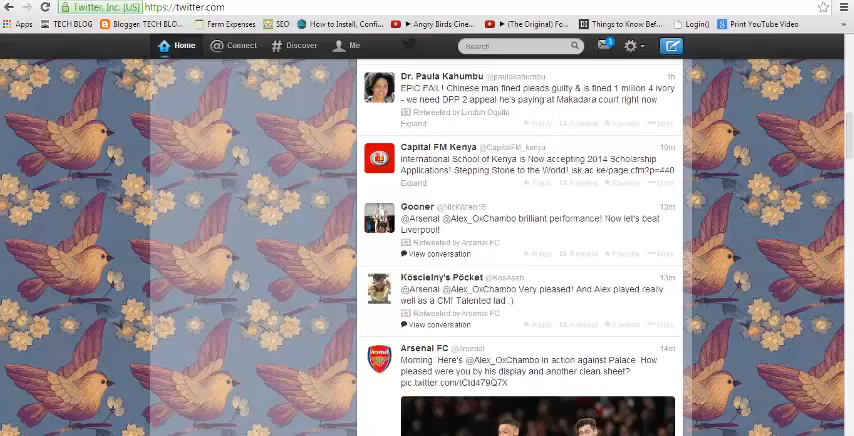 Twitter, Inc. [US] https://twitter.com
Apps TECH BLOG Blogger: TECH BLO... Farm Expenses SEO How to Install, Confi... Angry Birds Cine... ▶ (The Original) Fo... Things to Know Bef... Login() Print YouTube Video
Home Connect Discover Me Search 3
Dr. Paula Kahumbu @paulakahumbu 1h
EPIC FAIL! Chinese man fined pleads guilty & is fined 1 million 4 ivory
- we need DPP 2 appeal he's paying at Makadara court right now
Retweeted by Lindah Oguttu
Expand Reply Retweet Favorite More
Capital FM Kenya @CapitalFM_kenya 10m
International School of Kenya is Now accepting 2014 Scholarship
Applications! Stepping Stone to the World! isk.ac.ke/page.cfm?p=440
Expand Reply Retweet Favorite More
Gooner @NickWren15 13m
@Arsenal @Alex_OxChambo brilliant performance! Now let's beat
Liverpool!
Retweeted by Arsenal FC
View conversation Reply Retweet Favorite More
Köscielny's Pöcket @KosAssn 13m
@Arsenal @Alex_OxChambo Very pleased! And Alex played really
well as a CM! Talented lad :)
Retweeted by Arsenal FC
View conversation Reply Retweet Favorite More
Arsenal FC @Arsenal 14m
Morning. Here's @Alex_OxChambo in action against Palace. How
pleased were you by his display and another clean sheet?
pic.twitter.com/tCtd479Q7X